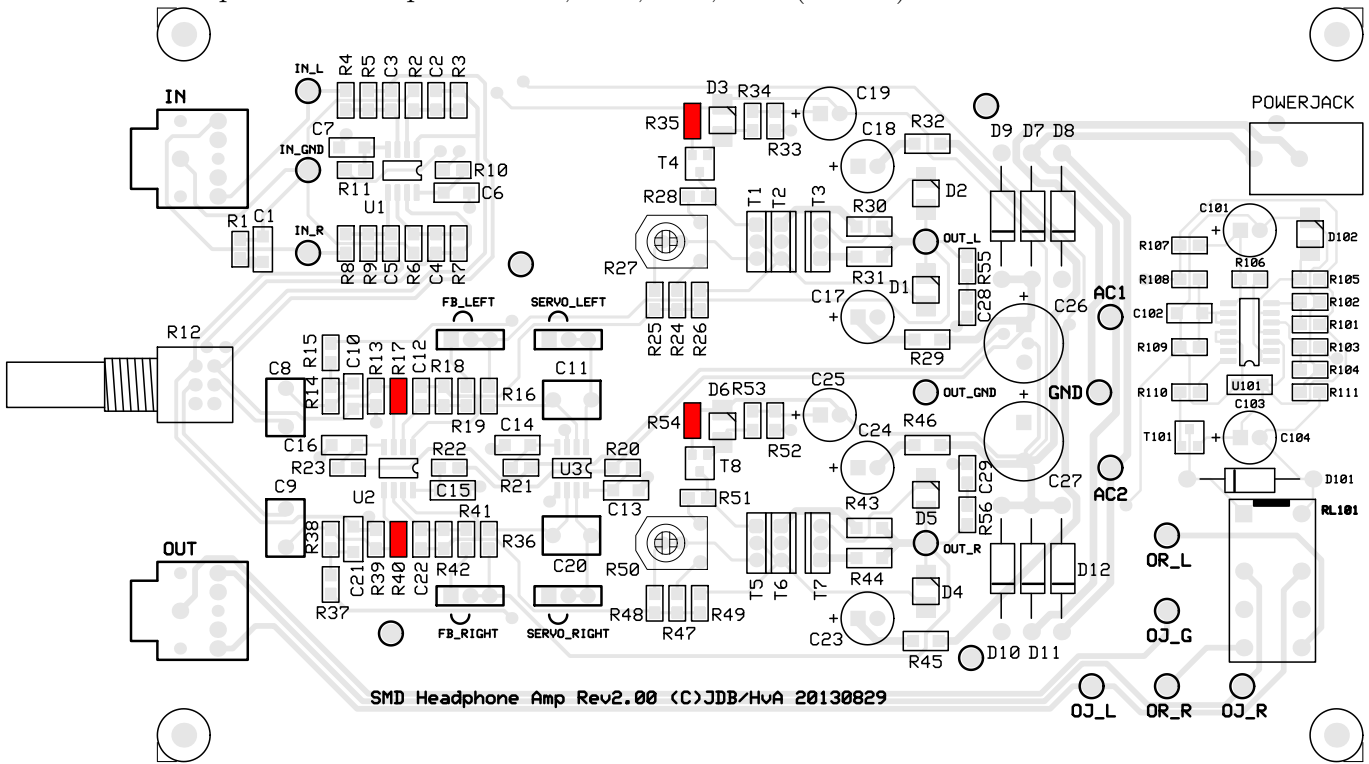 IN_L
R4 R5 C3 R2 C2 R3
D3 R34
C19
POWERJACK
IN
R35
C18
R32
D9 D7 D8
C7
R33
IN_GND
T4
R10
R11
D2
R28
C6
U1
T1 T2 T3
C101
R1 C1
IN_R
R30
OUT_L
D102
R107
R106
R27
R55
R8 R9 C5 R6 C4 R7
R31
R108
R105
D1
C17
AC1
FB_LEFT
SERVO_LEFT
C28
C26
R102
C102
R101
R12
R25 R24 R26
R29
R109
R103
R15 C10 R13 R17 C12 R18
C8
C11
R104
C25
U101
R14
R16
D6 R53
OUT_GND
GND
R110
R111
C103
R19
R54
R46
C24
C16
C14
T101
C104
R52
R23
R22
R20
U3
T8
R21
C29
C27
D101
U2
C15
AC2
C9
C13
R51
R43
R41
D5
R56
RL101
R38
R36
OUT
OUT_R
OR_L
R50
C20
C21 R39 R40 C22
R42
R44
D12
T5 T6 T7
D4
R37
R48
R49
R47
C23
FB_RIGHT
SERVO_RIGHT
OJ_G
D10 D11
R45
SMD Headphone Amp Rev2.00 (C)JDB/HvA 20130829
OJ_L
OR_R
OJ_R